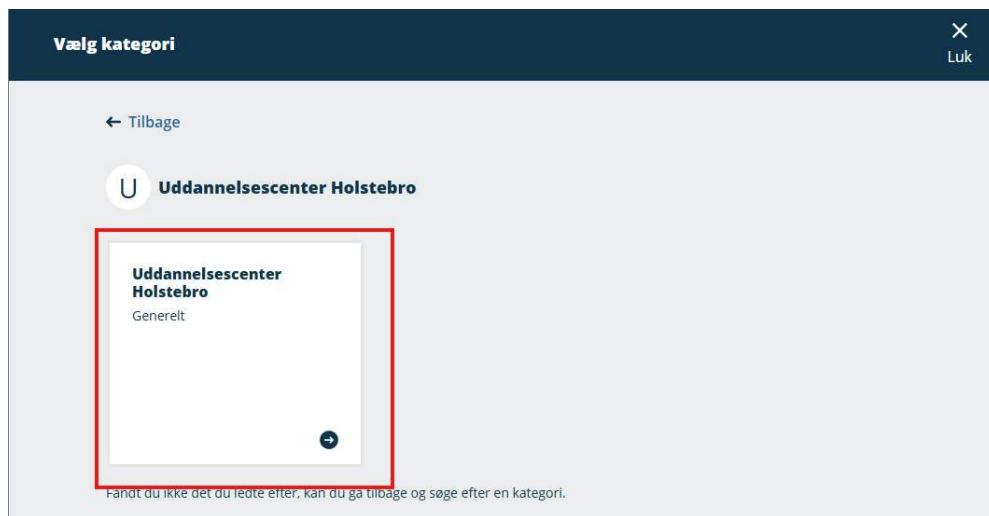 Vælg kategori
Luk
← Tilbage
U Uddannelsescenter Holstebro
Uddannelsescenter
Holstebro
Generelt
Fandt du ikke det du ledte efter, kan du gå tilbage og søge efter en kategori.